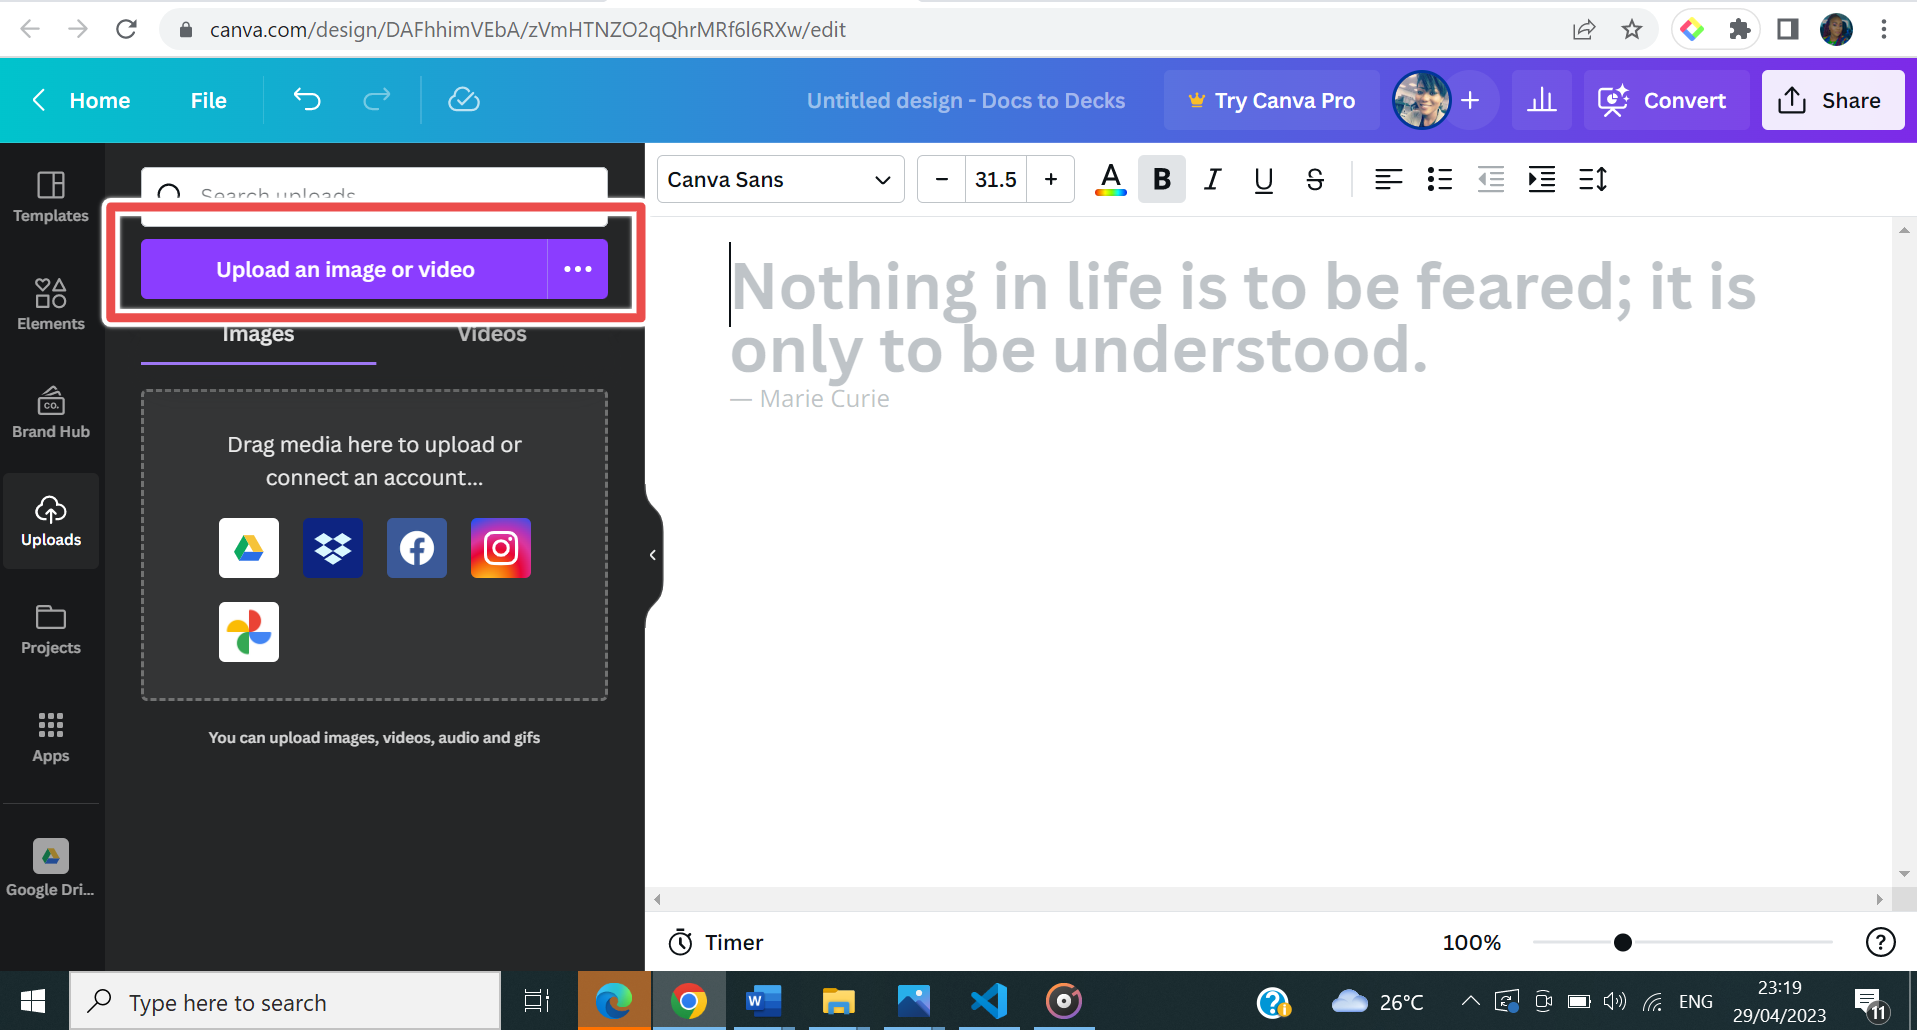 canva.com/design/DAFhhimVEbA/zVmHTNZO2qQhrMRf6l6RXw/edit
Home
File
Untitled design - Docs to Decks
Try Canva Pro
Convert
Share
Templates
Elements
CO.
Brand Hub
Uploads
Projects
Apps
Google Dri...
Search uploads
Upload an image or video
Images
Videos
Drag media here to upload or
connect an account...
You can upload images, videos, audio and gifs
Canva Sans
− 31.5 +
A B I U S
Nothing in life is to be feared; it is
only to be understood.
— Marie Curie
Timer
100%
?
Type here to search
W
26°C
ENG
23:19
29/04/2023
11